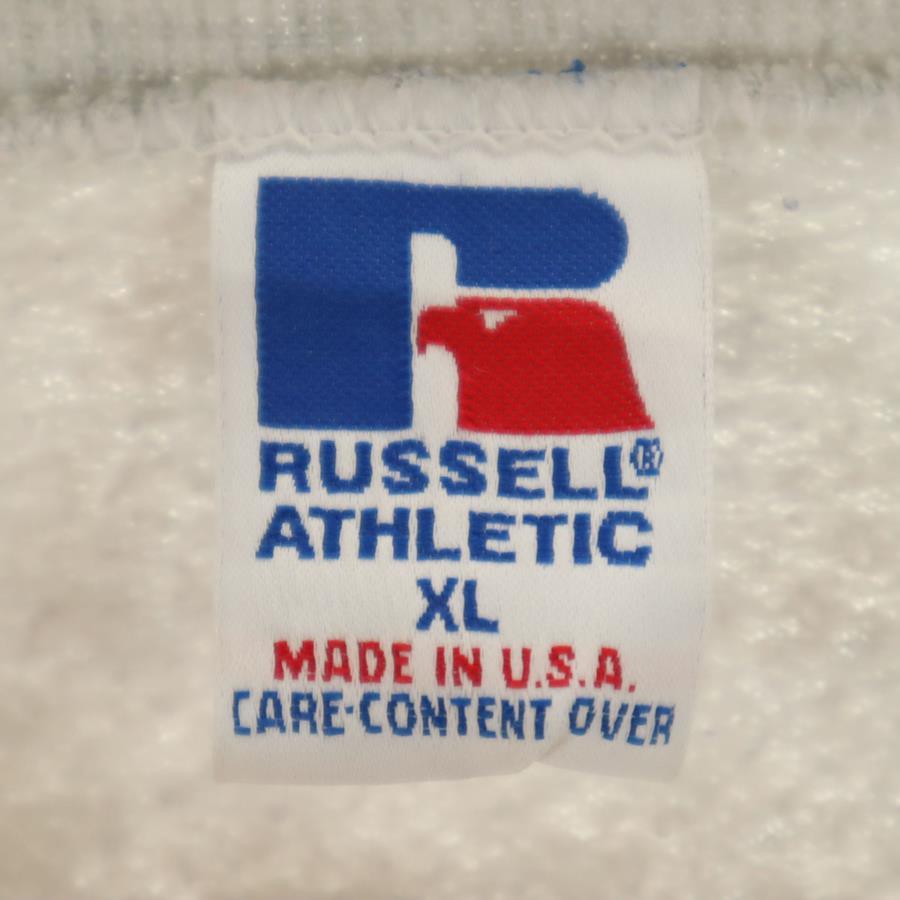 RUSSELL®
ATHLETIC
XL
MADE IN U.S.A.
CARE-CONTENT OVER